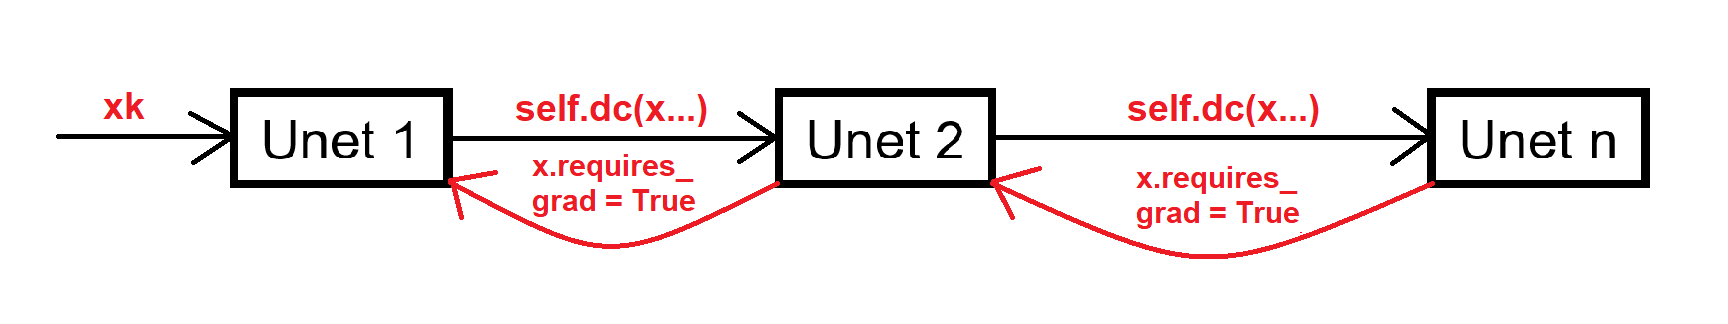 xk
Unet 1
self.dc(x...)
x.requires_
grad = True
Unet 2
self.dc(x...)
x.requires_
grad = True
Unet n